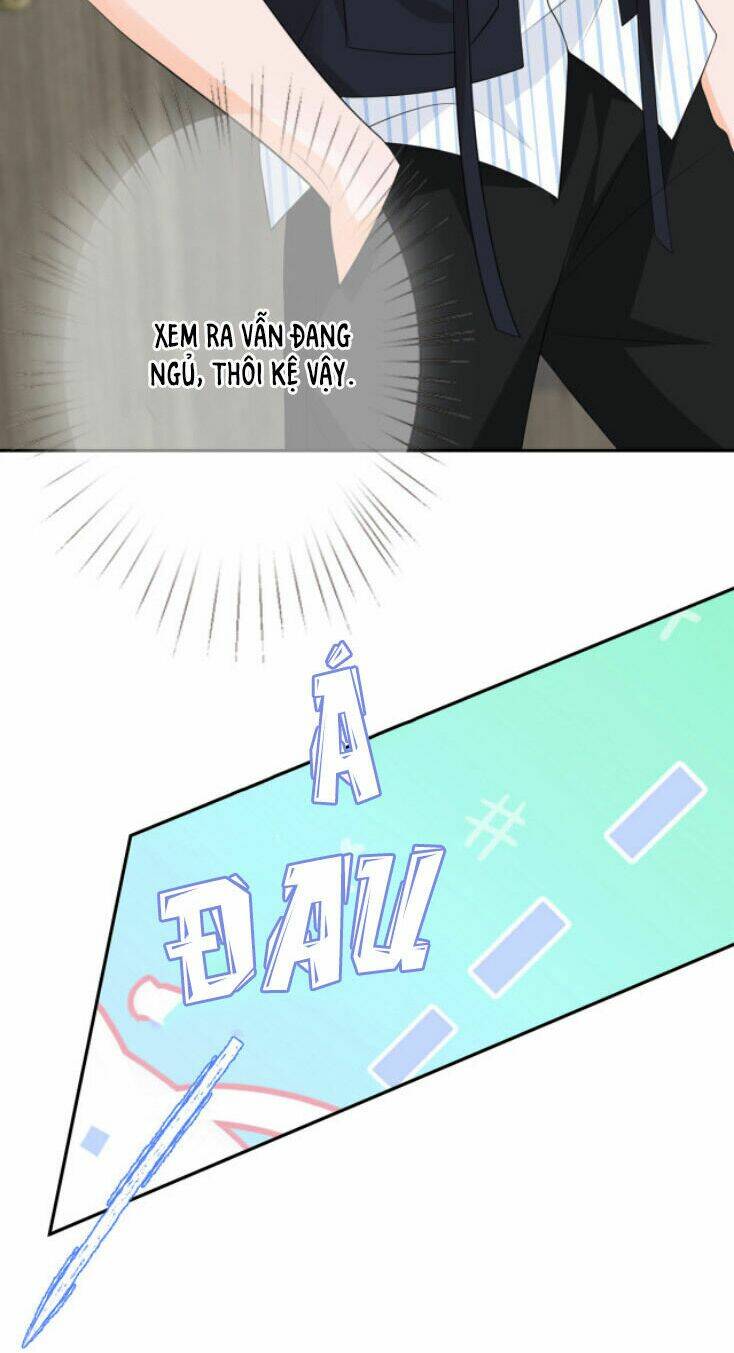 XEM RA VẪN ĐANG
NGỦ, THÔI KỆ VẬY.
À
ĐAU